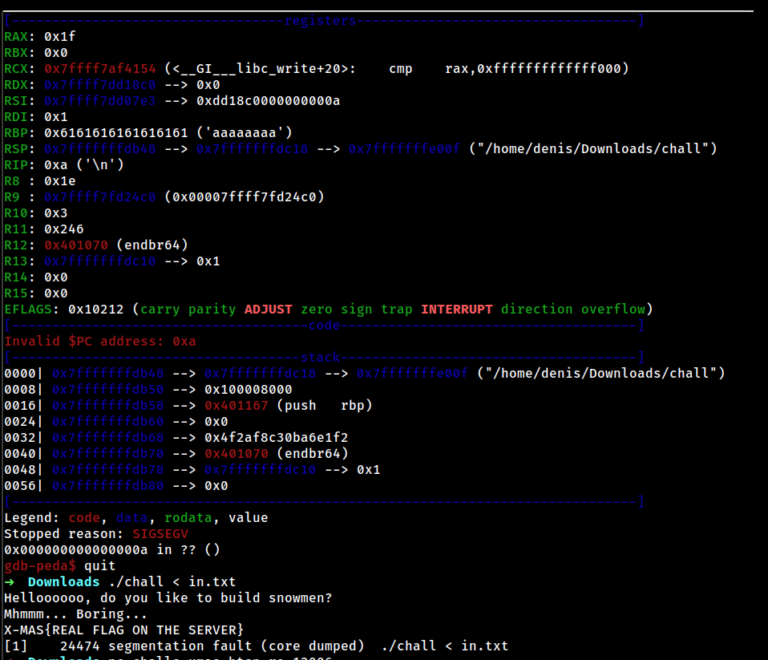 [-------------------------------registers-------------------------------]
RAX: 0x1f
RBX: 0x0
RCX: 0x7ffff7af4154 (<__GI___libc_write+20>:    cmp    rax,0xfffffffffffff000)
RDX: 0x7ffff7dd18c0 --> 0x0
RSI: 0x7ffff7dd07e3 --> 0xdd18c0000000000a
RDI: 0x1
RBP: 0x6161616161616161 ('aaaaaaaa')
RSP: 0x7fffffffdb48 --> 0x7fffffffdc18 --> 0x7fffffffe00f ("/home/denis/Downloads/chall")
RIP: 0xa ('\n')
R8 : 0x1e
R9 : 0x7ffff7fd24c0 (0x00007ffff7fd24c0)
R10: 0x3
R11: 0x246
R12: 0x401070 (endbr64)
R13: 0x7fffffffdc10 --> 0x1
R14: 0x0
R15: 0x0
EFLAGS: 0x10212 (carry parity ADJUST zero sign trap INTERRUPT direction overflow)
[-------------------------------------code-------------------------------------]
Invalid $PC address: 0xa
[------------------------------------stack-------------------------------------]
0000| 0x7fffffffdb48 --> 0x7fffffffdc18 --> 0x7fffffffe00f ("/home/denis/Downloads/chall")
0008| 0x7fffffffdb50 --> 0x100008000
0016| 0x7fffffffdb58 --> 0x401167 (push   rbp)
0024| 0x7fffffffdb60 --> 0x0
0032| 0x7fffffffdb68 --> 0x4f2af8c30ba6e1f2
0040| 0x7fffffffdb70 --> 0x401070 (endbr64)
0048| 0x7fffffffdb78 --> 0x7fffffffdc10 --> 0x1
0056| 0x7fffffffdb80 --> 0x0
[------------------------------------------------------------------------------]
Legend: code, data, rodata, value
Stopped reason: SIGSEGV
0x000000000000000a in ?? ()
gdb-peda$ quit
→ Downloads ./chall < in.txt
Helloooooo, do you like to build snowmen?
Mhmmm... Boring...
X-MAS{REAL FLAG ON THE SERVER}
[1]    24474 segmentation fault (core dumped)  ./chall < in.txt